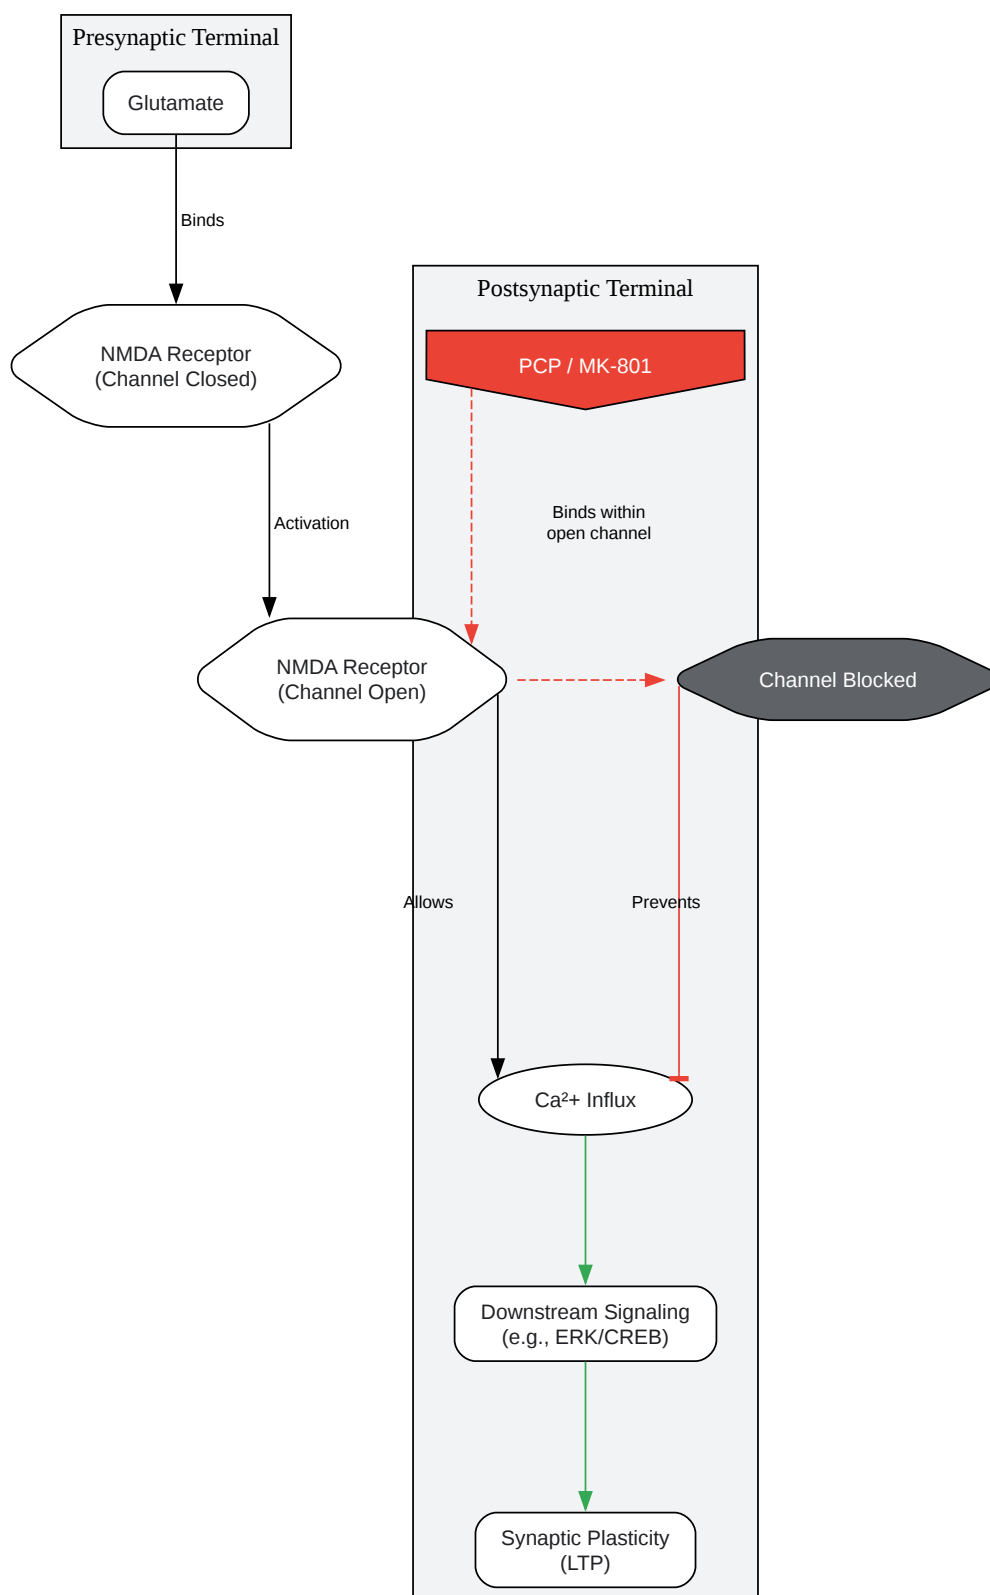 Presynaptic Terminal
Glutamate
Binds
Postsynaptic Terminal
NMDA Receptor
(Channel Closed)
PCP / MK-801
Activation
Binds within
open channel
NMDA Receptor
(Channel Open)
Channel Blocked
Allows
Prevents
Ca²+ Influx
Downstream Signaling
(e.g., ERK/CREB)
Synaptic Plasticity
(LTP)